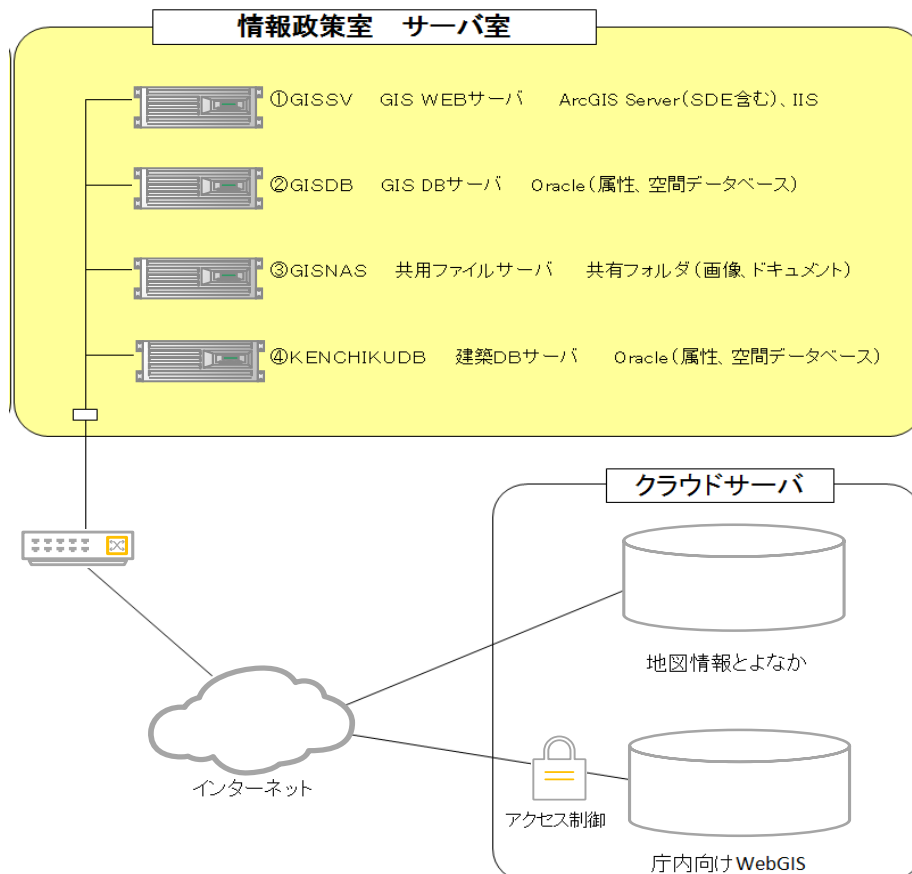 情報政策室　サーバ室
①GISSV　GIS WEBサーバ　ArcGIS Server（SDE含む）、IIS
②GISDB　GIS DBサーバ　Oracle（属性、空間データベース）
③GISNAS　共用ファイルサーバ　共有フォルダ（画像、ドキュメント）
④KENCHIKUDB　建築DBサーバ　Oracle（属性、空間データベース）
クラウドサーバ
地図情報とよなか
インターネット
アクセス制御
庁内向けWebGIS